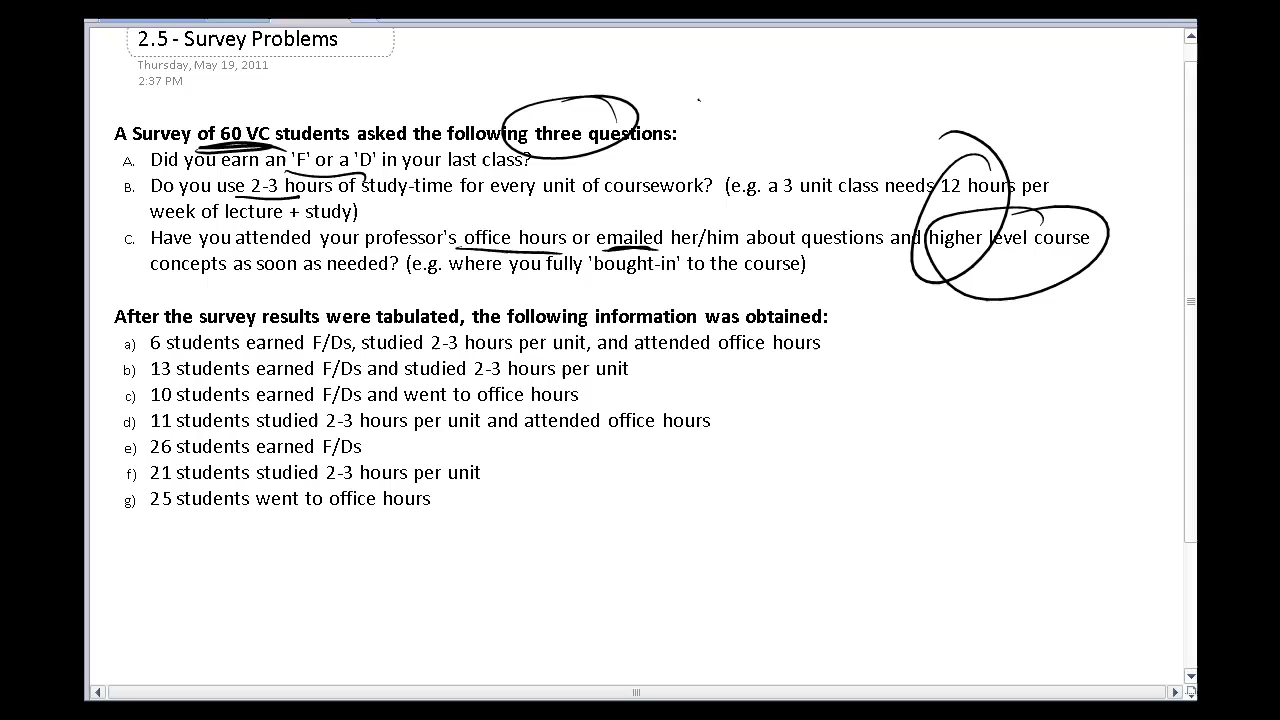 2.5 - Survey Problems
Thursday, May 19, 2011
2:37 PM
A Survey of 60 VC students asked the following three questions:
A. Did you earn an 'F' or a 'D' in your last class?
B. Do you use 2-3 hours of study-time for every unit of coursework? (e.g. a 3 unit class needs 12 hours per
week of lecture + study)
C. Have you attended your professor's office hours or emailed her/him about questions and higher level course
concepts as soon as needed? (e.g. where you fully 'bought-in' to the course)
After the survey results were tabulated, the following information was obtained:
a) 6 students earned F/Ds, studied 2-3 hours per unit, and attended office hours
b) 13 students earned F/Ds and studied 2-3 hours per unit
c) 10 students earned F/Ds and went to office hours
d) 11 students studied 2-3 hours per unit and attended office hours
e) 26 students earned F/Ds
f) 21 students studied 2-3 hours per unit
g) 25 students went to office hours